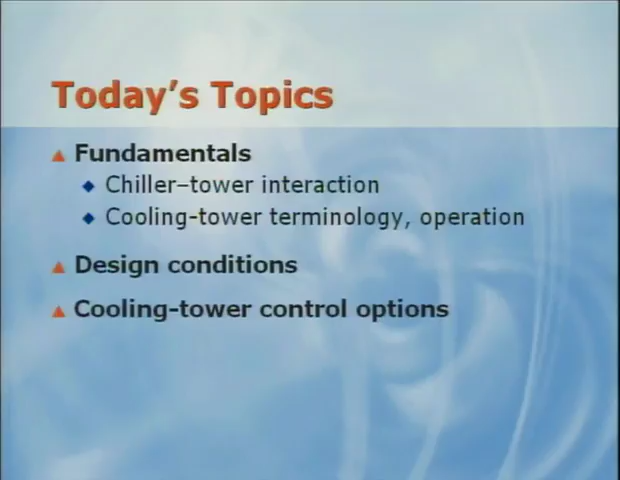 Today's Topics
Fundamentals
Chiller–tower interaction
Cooling-tower terminology, operation
Design conditions
Cooling-tower control options